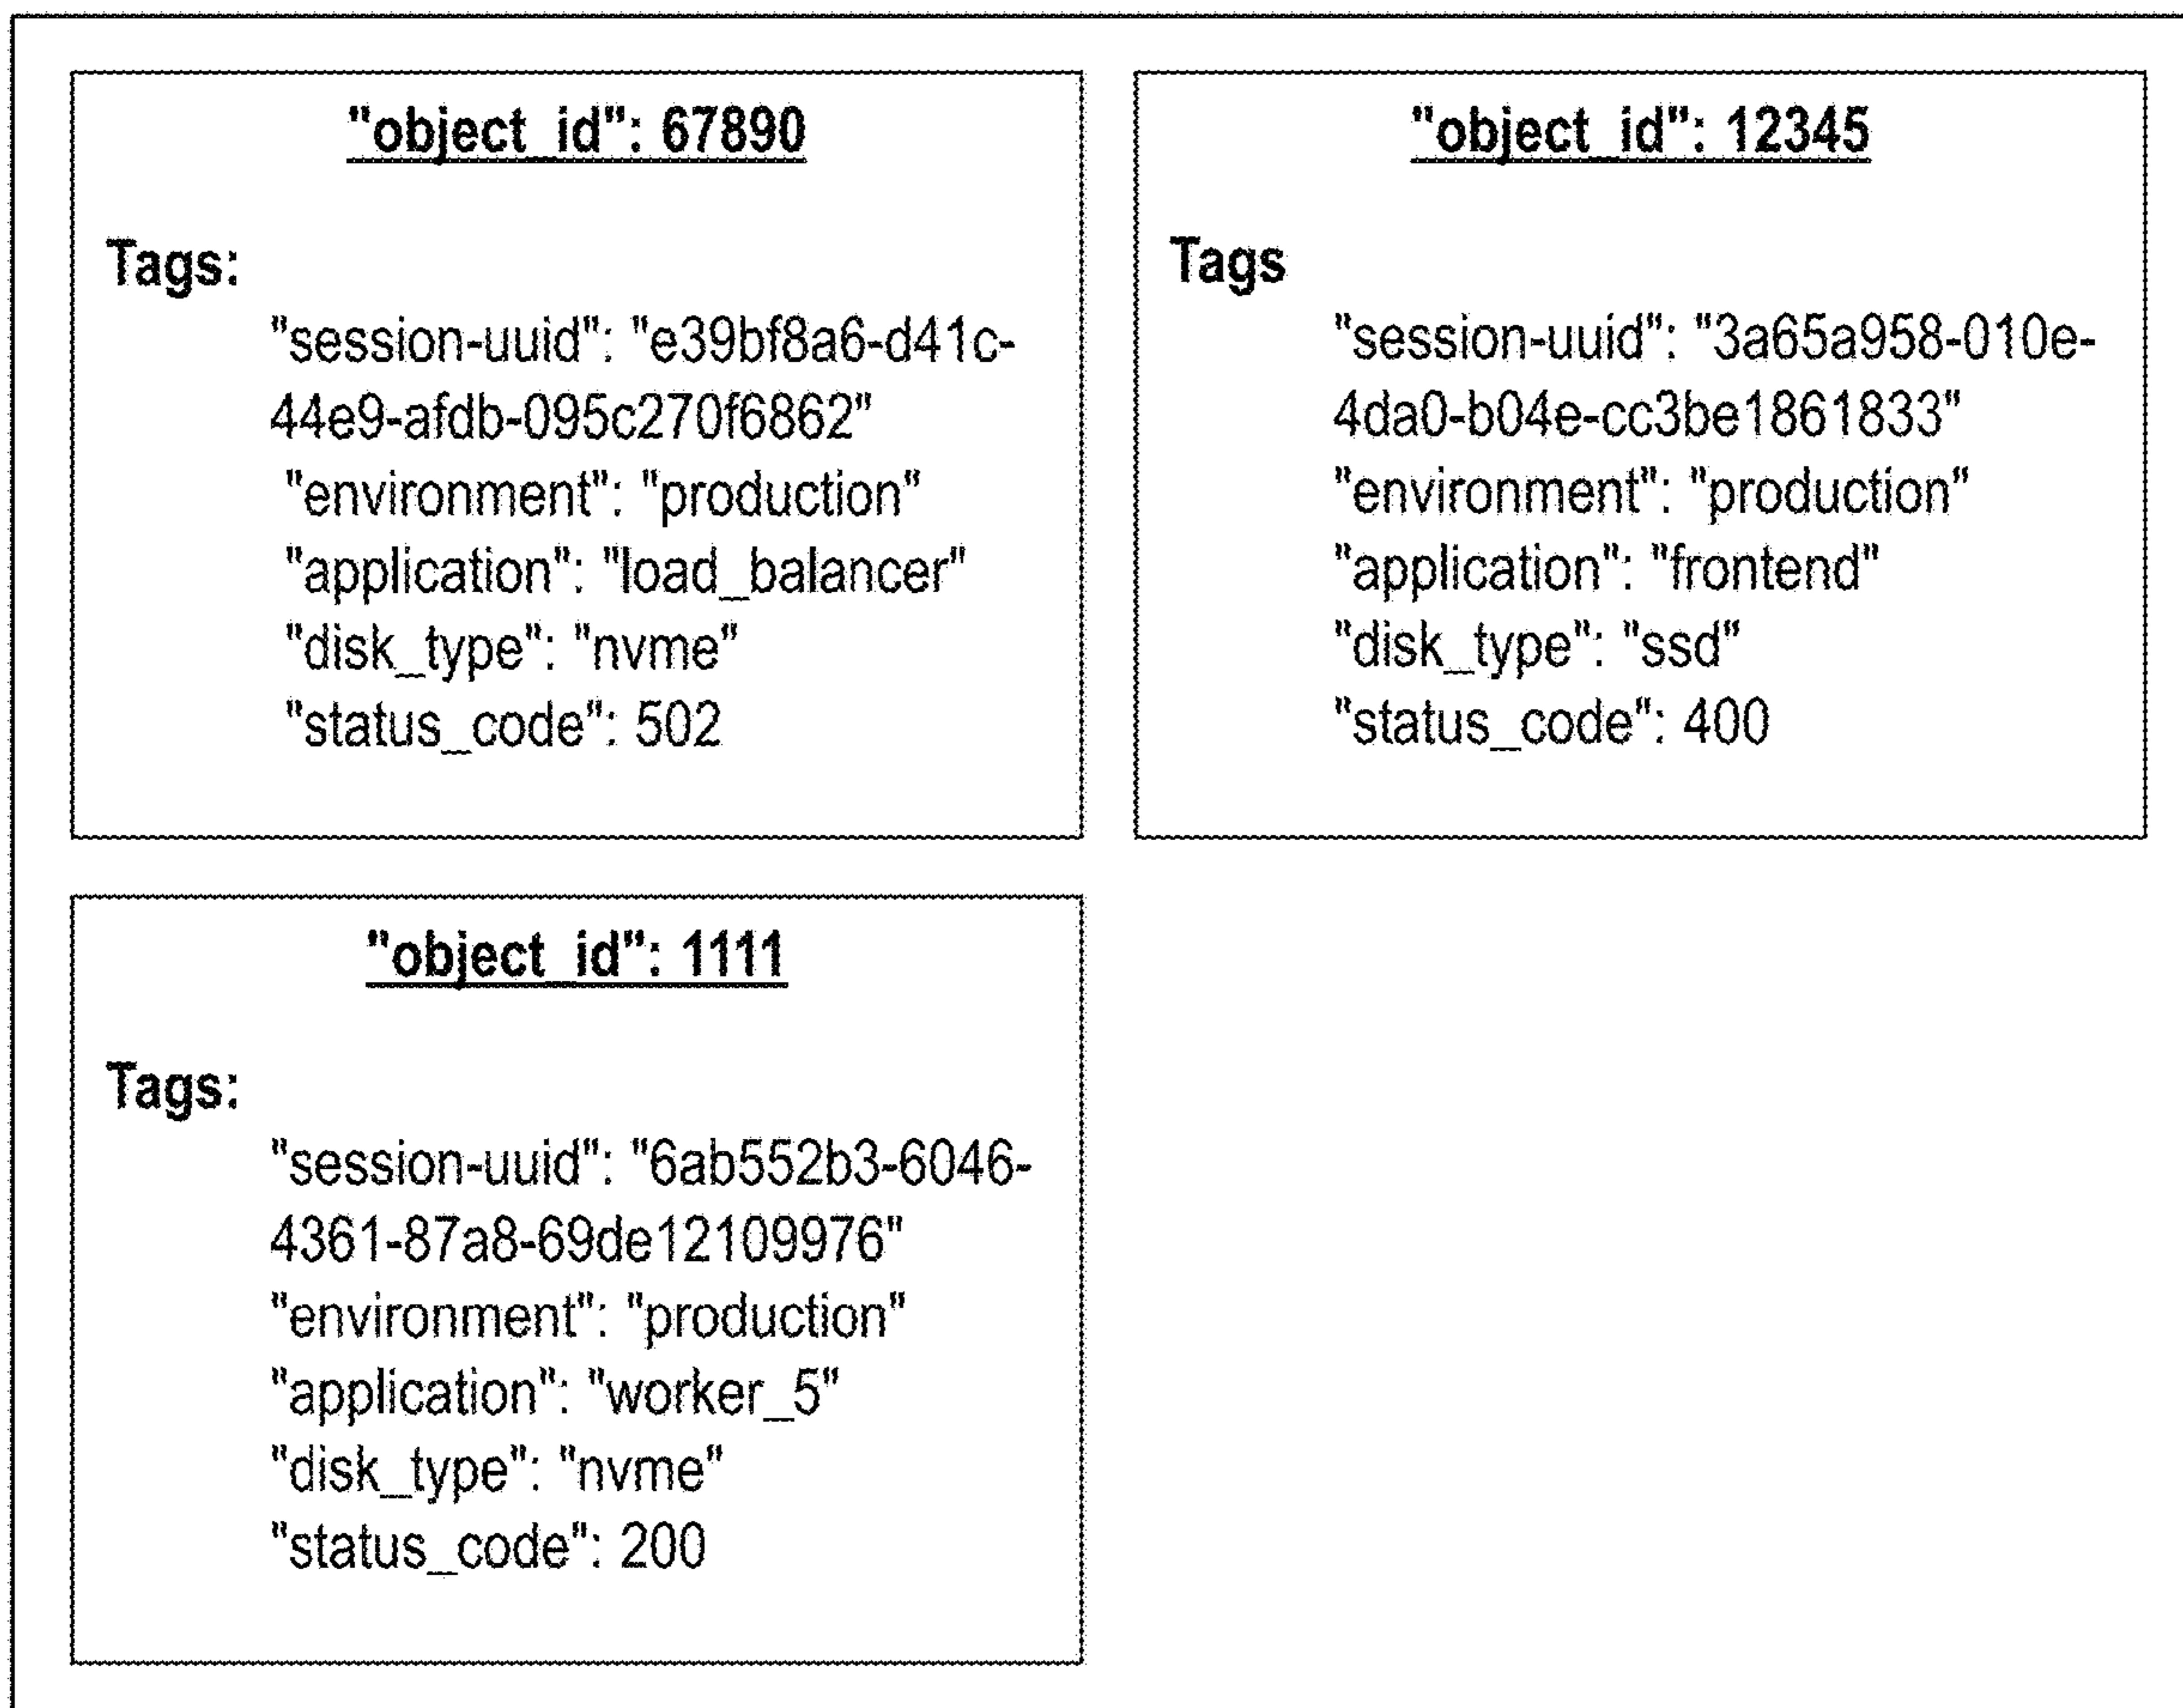 "object_id": 67890
Tags:
"session-uuid": "e39bf8a6-d41c-
44e9-afdb-095c270f6862"
"environment": "production"
"application": "load_balancer"
"disk_type": "nvme"
"status_code": 502
"object_id": 12345
Tags
"session-uuid": "3a65a958-010e-
4da0-b04e-cc3be1861833"
"environment": "production"
"application": "frontend"
"disk_type": "ssd"
"status_code": 400
"object_id": 1111
Tags:
"session-uuid": "6ab552b3-6046-
4361-87a8-69de12109976"
"environment": "production"
"application": "worker_5"
"disk_type": "nvme"
"status_code": 200